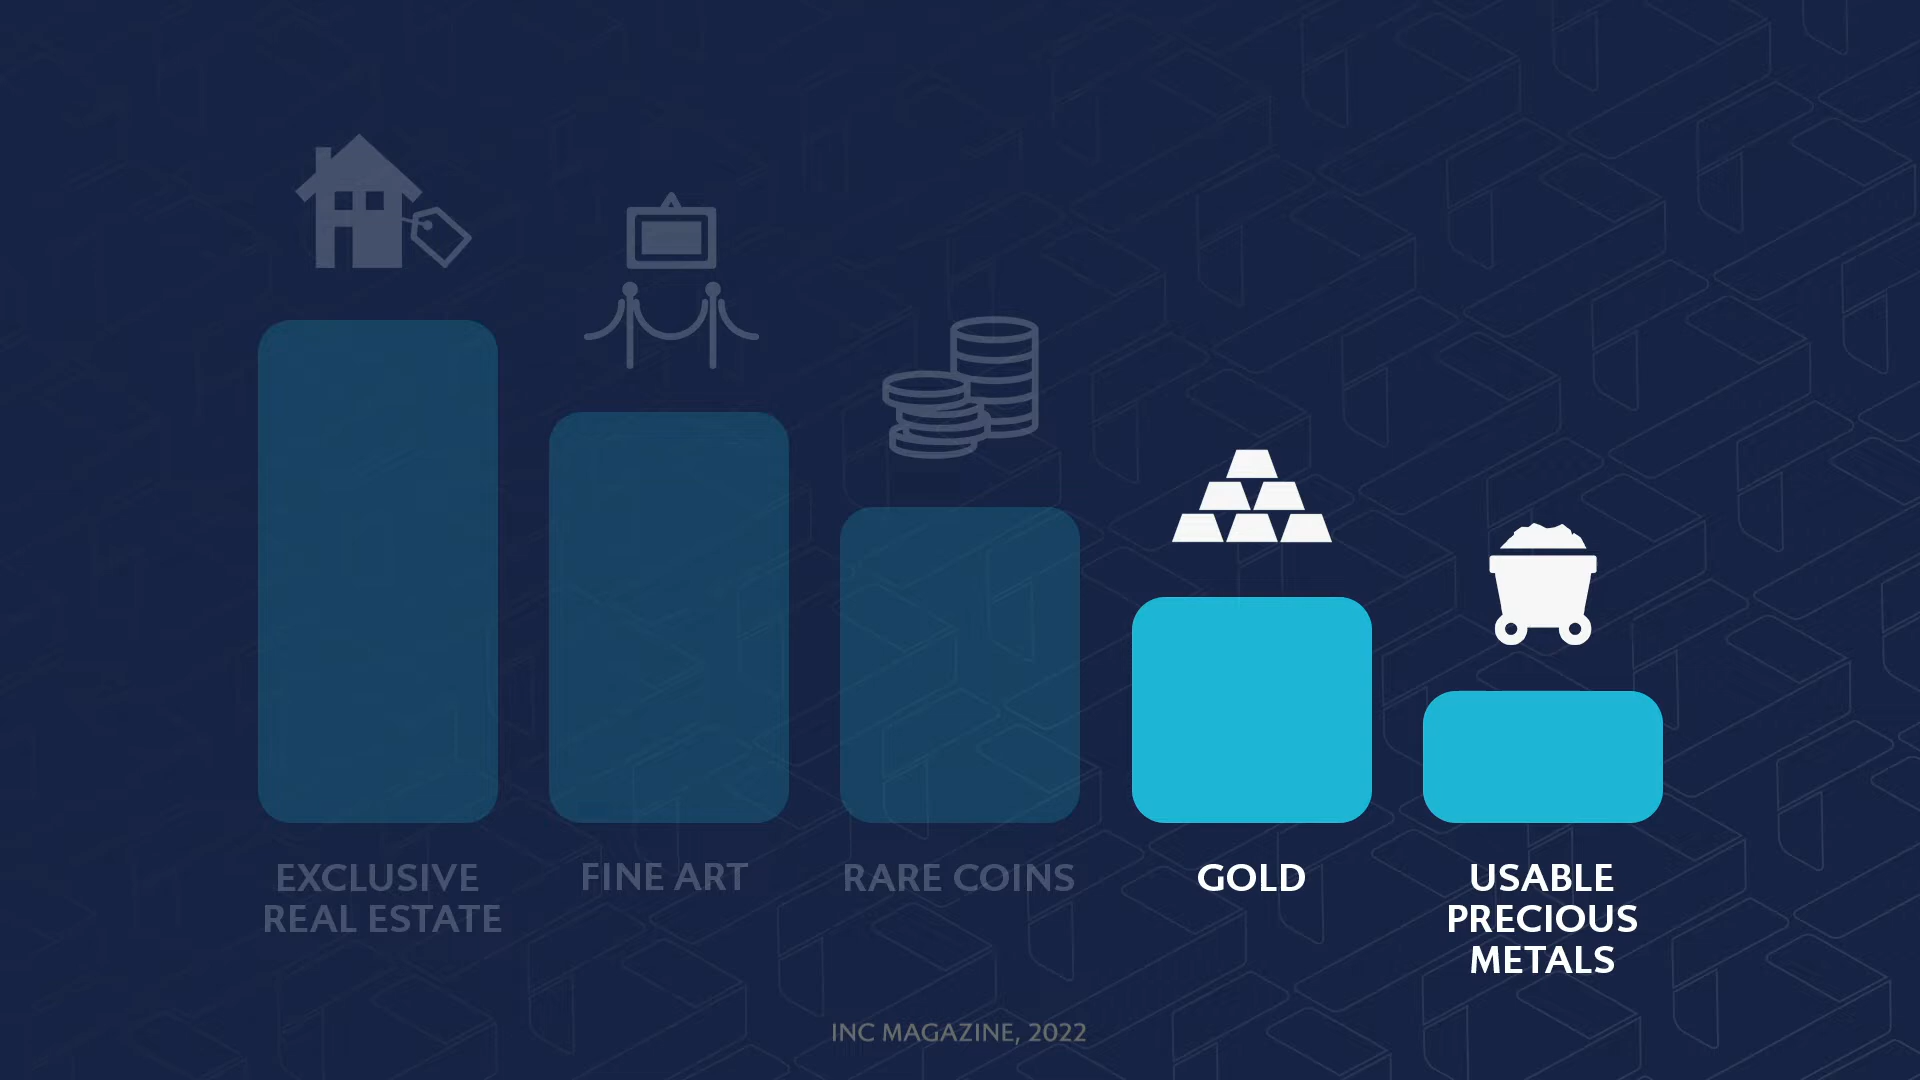 EXCLUSIVE
REAL ESTATE
FINE ART
RARE COINS
GOLD
USABLE
PRECIOUS
METALS
INC MAGAZINE, 2022